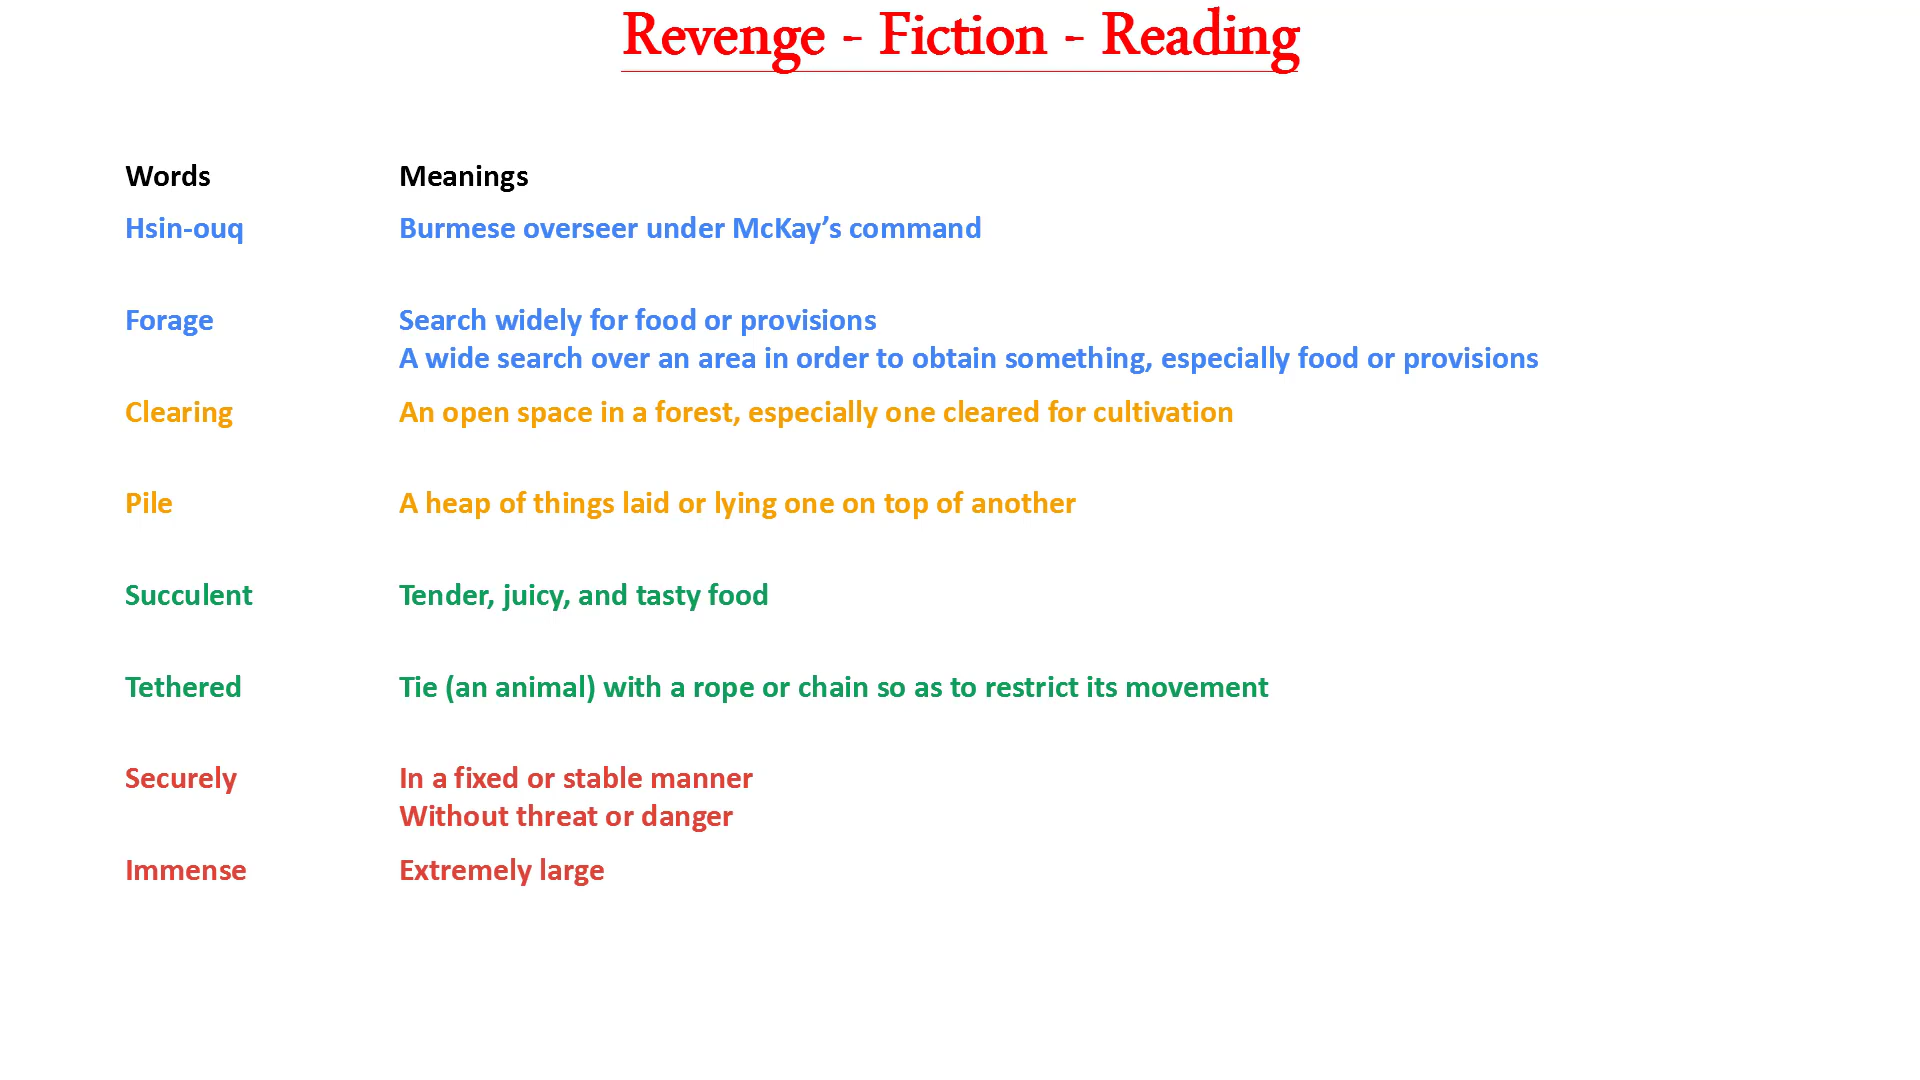 Revenge - Fiction - Reading
Words Meanings
Hsin-ouq Burmese overseer under McKay’s command
Forage Search widely for food or provisions
A wide search over an area in order to obtain something, especially food or provisions
Clearing An open space in a forest, especially one cleared for cultivation
Pile A heap of things laid or lying one on top of another
Succulent Tender, juicy, and tasty food
Tethered Tie (an animal) with a rope or chain so as to restrict its movement
Securely In a fixed or stable manner
Without threat or danger
Immense Extremely large